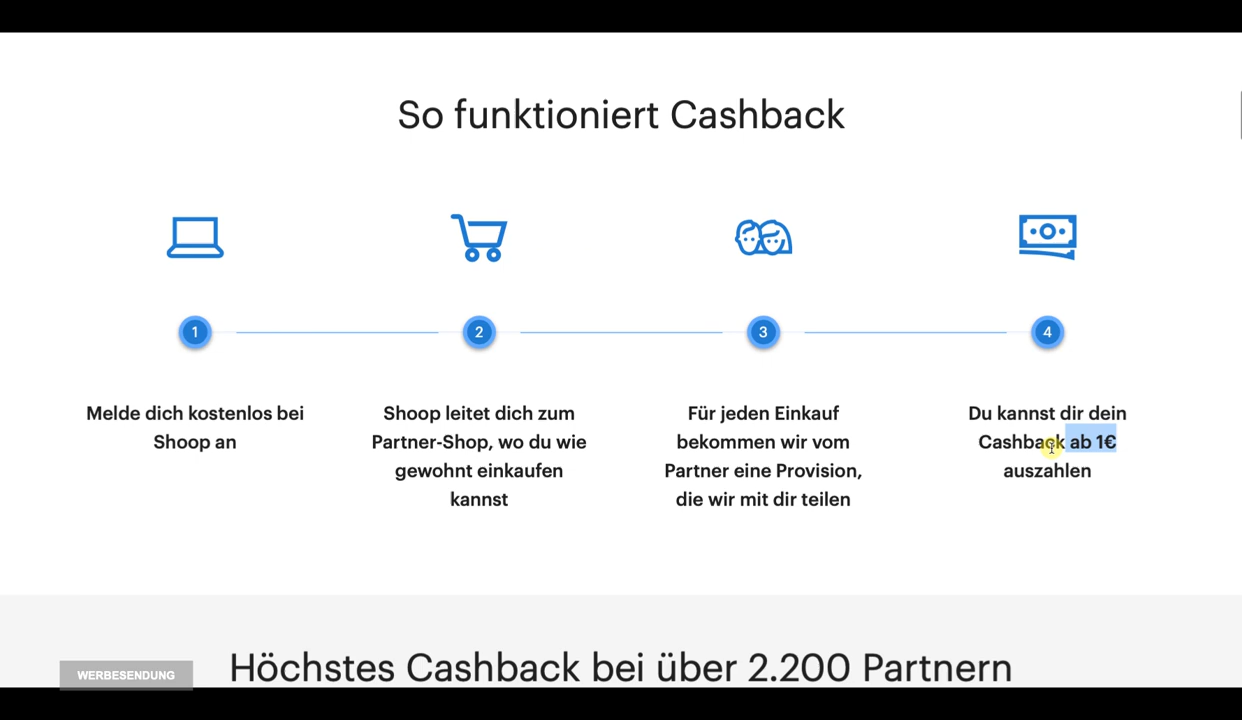 So funktioniert Cashback
1
2
3
4
Melde dich kostenlos bei
Shoop an
Shoop leitet dich zum
Partner-Shop, wo du wie
gewohnt einkaufen
kannst
Für jeden Einkauf
bekommen wir vom
Partner eine Provision,
die wir mit dir teilen
Du kannst dir dein
Cashback ab 1€
auszahlen
Höchstes Cashback bei über 2.200 Partnern
WERBESENDUNG